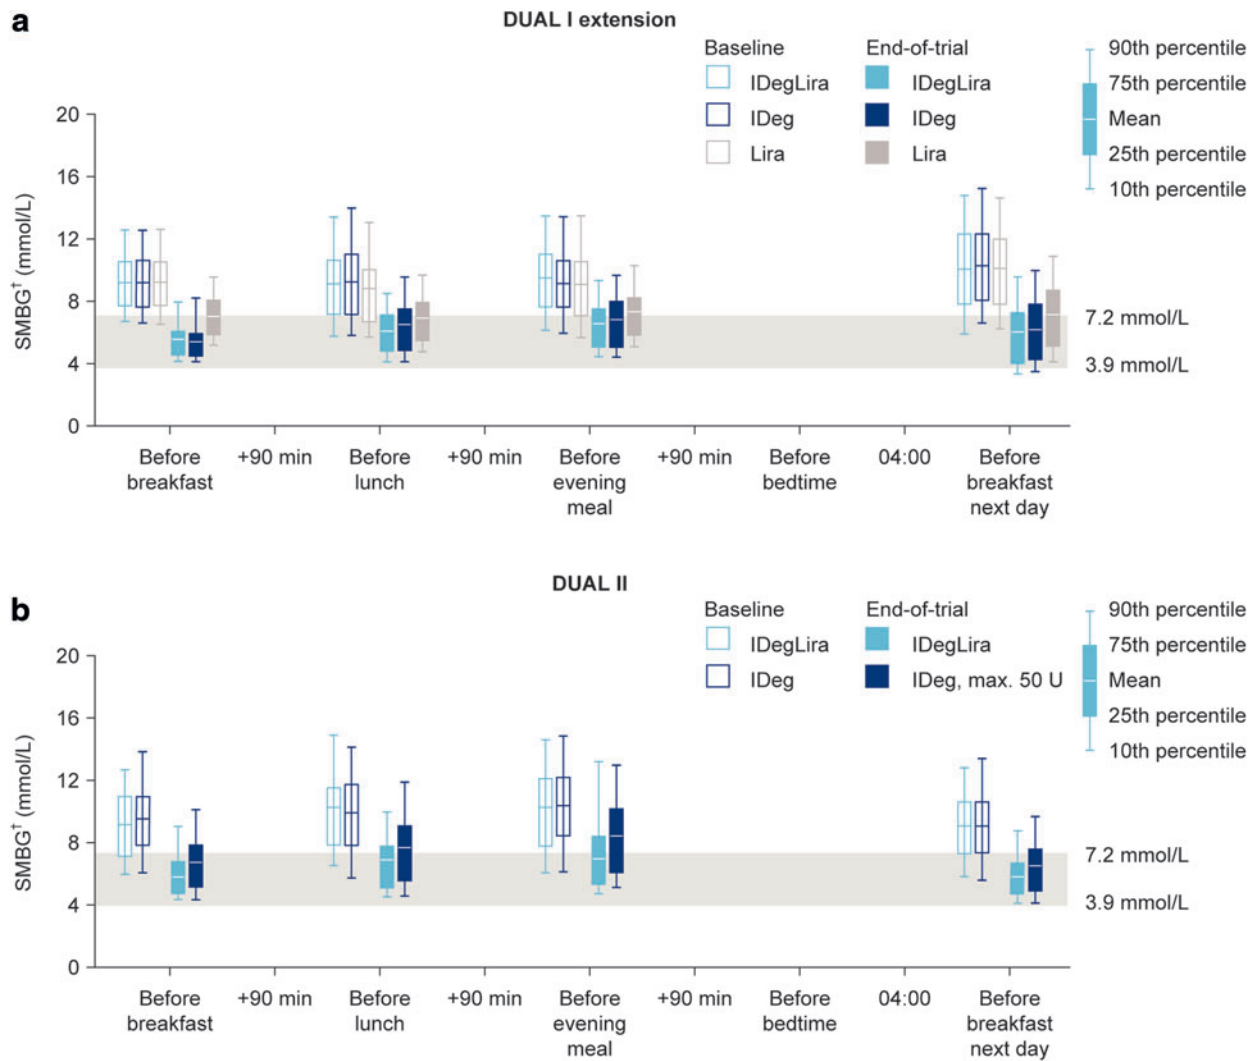 a
DUAL I extension
Baseline
End-of-trial
IDegLira
IDegLira
IDeg
IDeg
Lira
Lira
90th percentile
75th percentile
Mean
25th percentile
10th percentile
SMBG† (mmol/L)
20
16
12
8
4
0
7.2 mmol/L
3.9 mmol/L
Before
breakfast
+90 min
Before
lunch
+90 min
Before
evening
meal
+90 min
Before
bedtime
04:00
Before
breakfast
next day
b
DUAL II
Baseline
End-of-trial
IDegLira
IDegLira
IDeg
IDeg, max. 50 U
90th percentile
75th percentile
Mean
25th percentile
10th percentile
SMBG† (mmol/L)
20
16
12
8
4
0
7.2 mmol/L
3.9 mmol/L
Before
breakfast
+90 min
Before
lunch
+90 min
Before
evening
meal
+90 min
Before
bedtime
04:00
Before
breakfast
next day